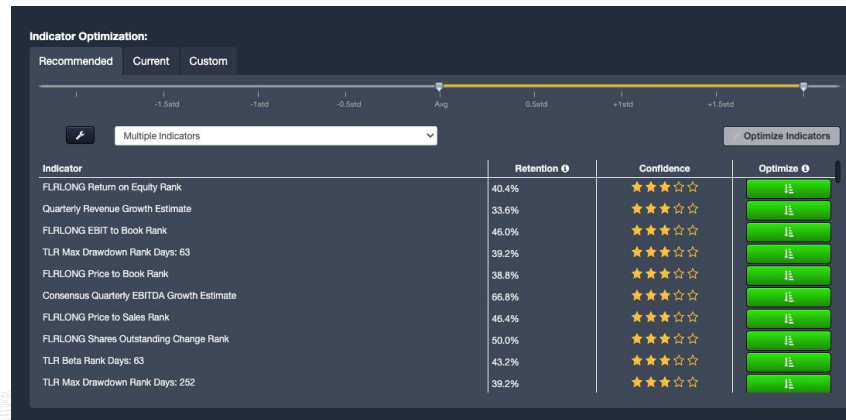 Indicator Optimization:
Recommended Current Custom
-1.5std -1std -0.5std Avg 0.5std +1std +1.5std
Multiple Indicators Optimize Indicators
Indicator Retention Confidence Optimize
FLRLONG Return on Equity Rank 40.4%
Quarterly Revenue Growth Estimate 33.6%
FLRLONG EBIT to Book Rank 46.0%
TLR Max Drawdown Rank Days: 63 39.2%
FLRLONG Price to Book Rank 38.8%
Consensus Quarterly EBITDA Growth Estimate 66.8%
FLRLONG Price to Sales Rank 46.4%
FLRLONG Shares Outstanding Change Rank 50.0%
TLR Beta Rank Days: 63 43.2%
TLR Max Drawdown Rank Days: 252 39.2%